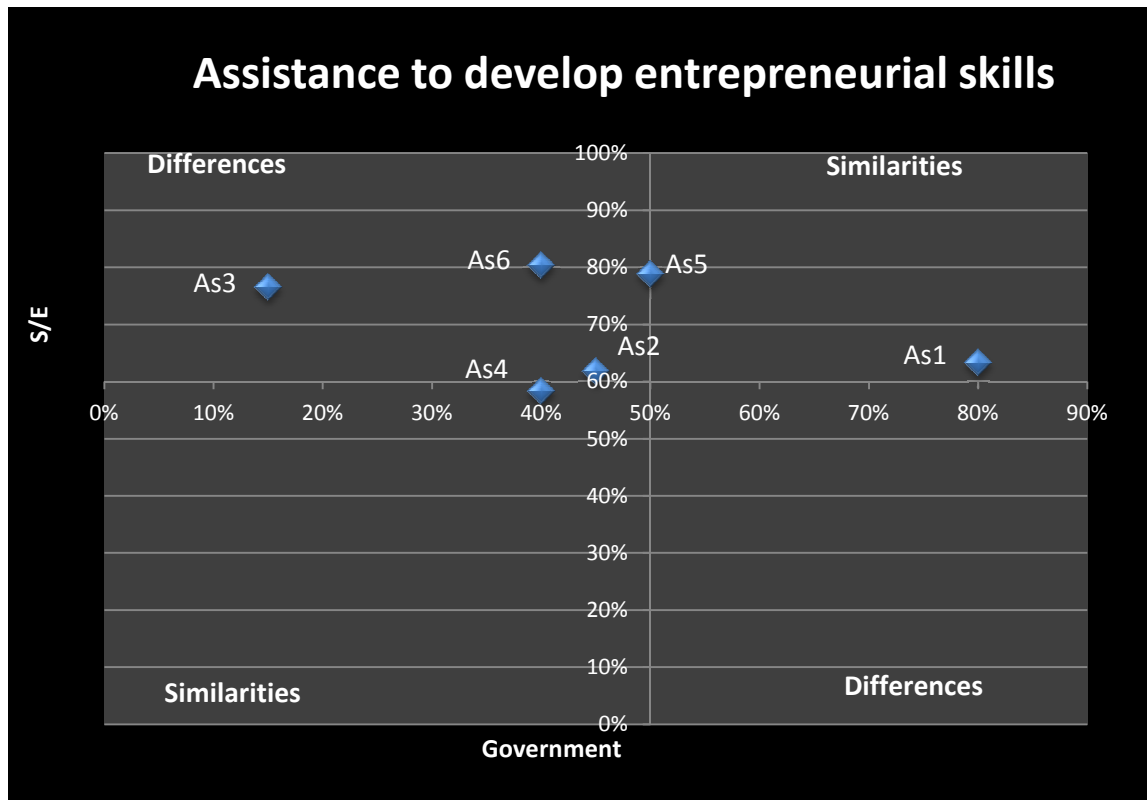 Assistance to develop entrepreneurial skills
Differences
100%
Similarities
90%
As6
80%
As5
As3
70%
S/E
As2
As1
As4
60%
0%
10%
20%
30%
40%
50%
60%
70%
80%
90%
50%
40%
30%
20%
10%
Similarities
Differences
0%
Government